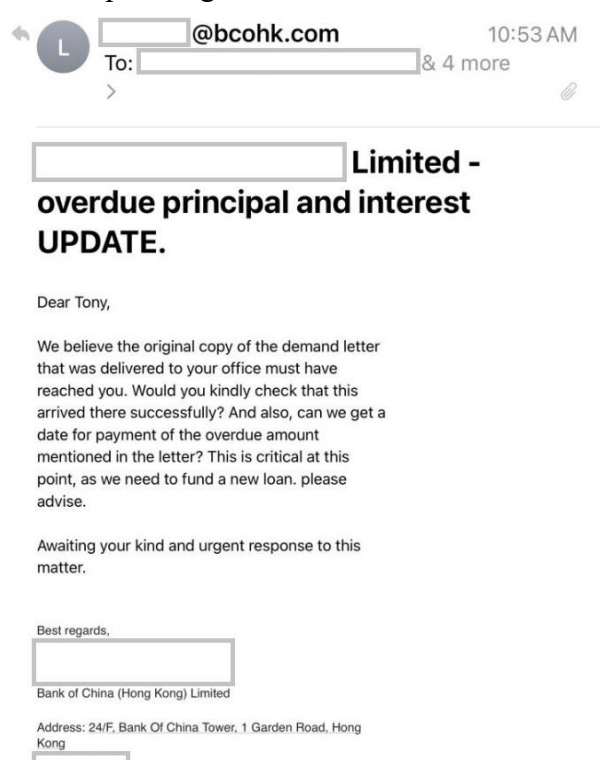 L
@bcohk.com
10:53 AM
To:
& 4 more
Limited -
overdue principal and interest
UPDATE.
Dear Tony,
We believe the original copy of the demand letter
that was delivered to your office must have
reached you. Would you kindly check that this
arrived there successfully? And also, can we get a
date for payment of the overdue amount
mentioned in the letter? This is critical at this
point, as we need to fund a new loan. please
advise.
Awaiting your kind and urgent response to this
matter.
Best regards,
Bank of China (Hong Kong) Limited
Address: 24/F, Bank Of China Tower, 1 Garden Road, Hong
Kong